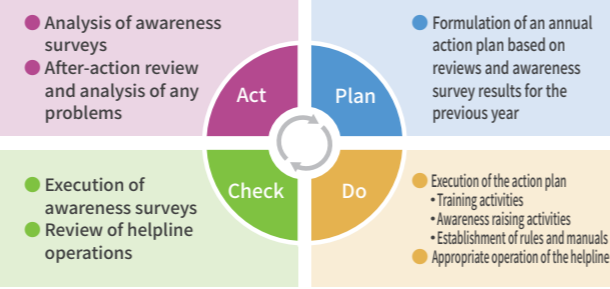 ● Analysis of awareness
surveys
● After-action review
and analysis of any
problems
Act
Plan
● Formulation of an annual
action plan based on
reviews and awareness
survey results for the
previous year
● Execution of
awareness surveys
● Review of helpline
operations
Check
Do
● Execution of the action plan
• Training activities
• Awareness raising activities
• Establishment of rules and manuals
● Appropriate operation of the helpline